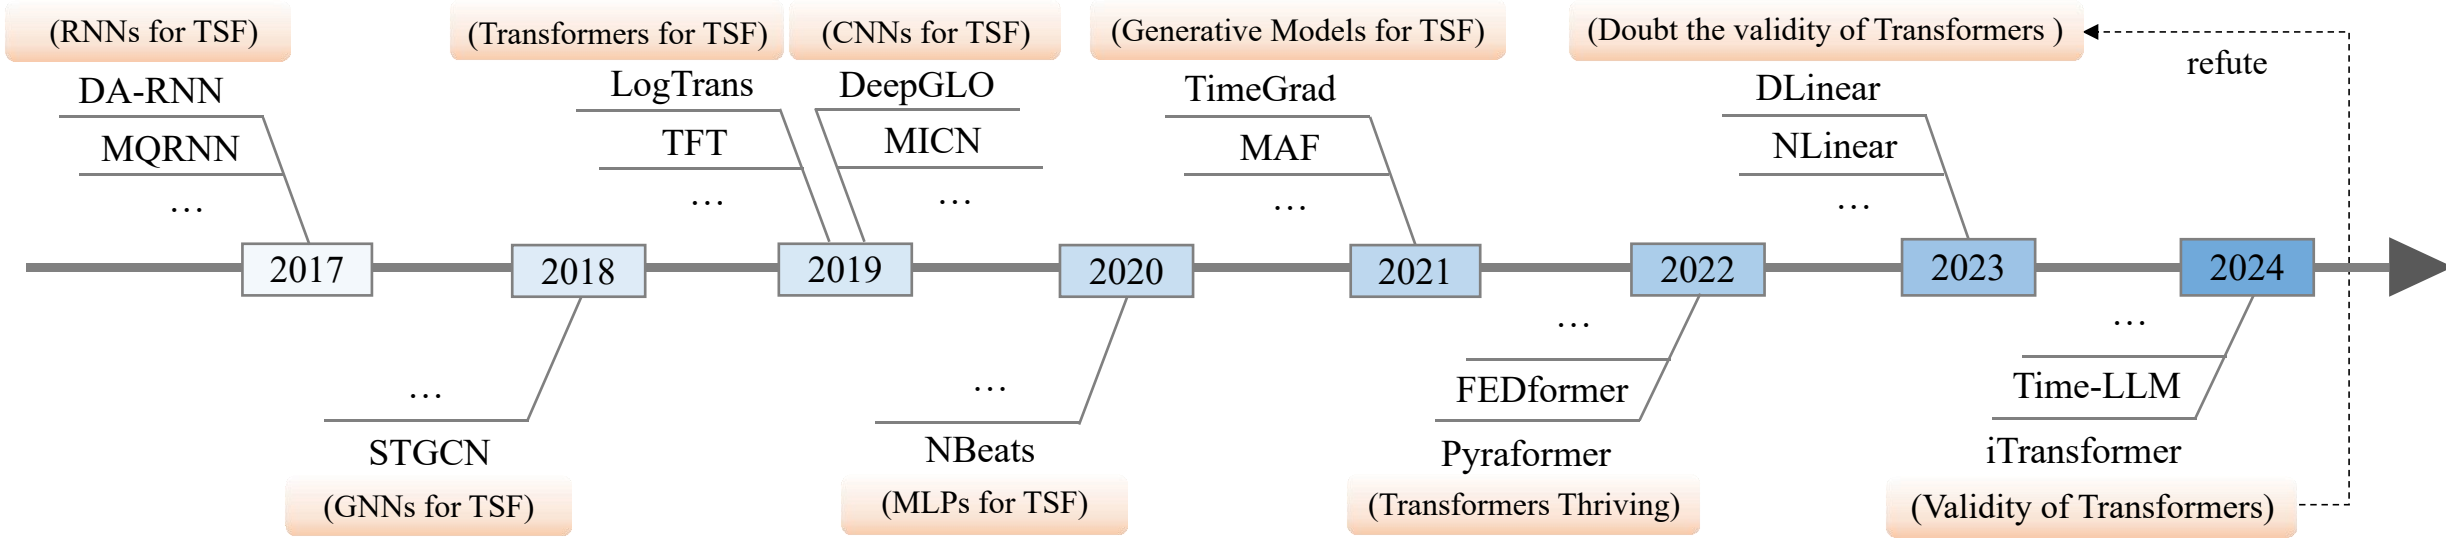 (RNNs for TSF)
DA-RNN
MQRNN
...
(Transformers for TSF)
LogTrans
TFT
...
(CNNs for TSF)
DeepGLO
MICN
...
(Generative Models for TSF)
TimeGrad
MAF
...
(Doubt the validity of Transformers )
DLinear
NLinear
...
refute
2017
2018
2019
2020
2021
2022
2023
2024
...
STGCN
(GNNs for TSF)
...
NBeats
(MLPs for TSF)
...
FEDformer
Pyraformer
(Transformers Thriving)
...
Time-LLM
iTransformer
(Validity of Transformers)